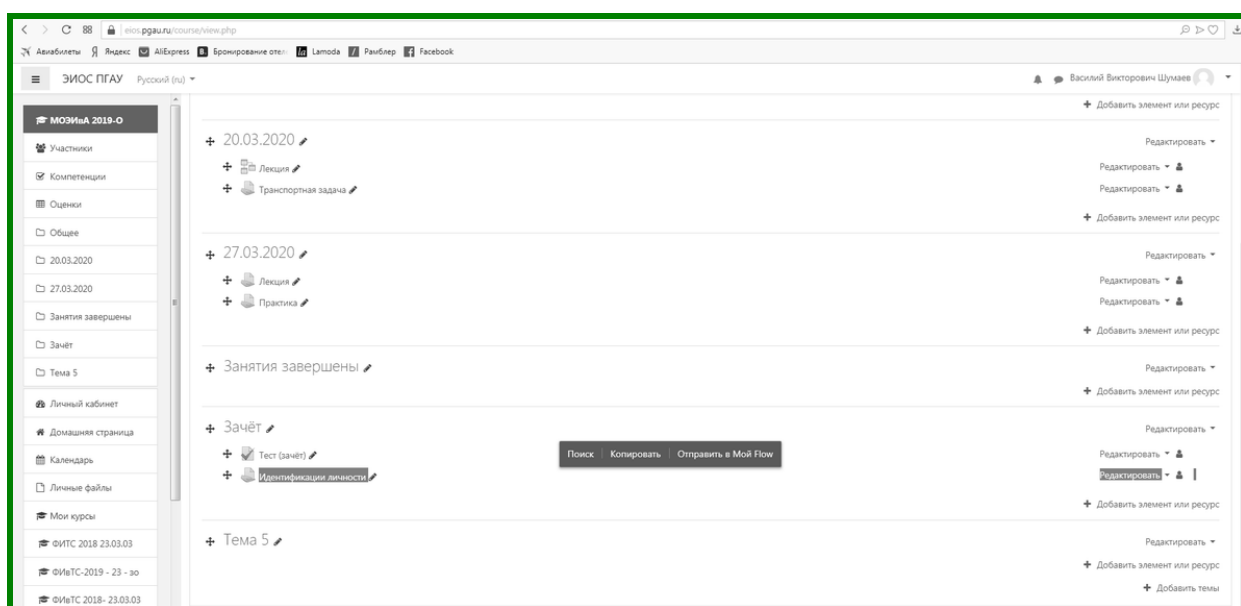 88 eios.pgau.ru/course/view.php
Авиабилеты Яндекс AliExpress Бронирование отел Lamoda Рамблер Facebook
ЭИОС ПГАУ Русский (ru) Василий Викторович Шумаев
Добавить элемент или ресурс
МОЭИвА 2019-О
20.03.2020 Редактировать
Участники
Лекция Редактировать
Компетенции
Транспортная задача Редактировать
Оценки
Добавить элемент или ресурс
Общее
27.03.2020 Редактировать
20.03.2020
Лекция Редактировать
27.03.2020
Практика Редактировать
Занятия завершены
Добавить элемент или ресурс
Зачёт
Занятия завершены Редактировать
Тема 5
Добавить элемент или ресурс
Личный кабинет
Зачёт Редактировать
Домашняя страница
Тест (зачёт) Поиск Копировать Отправить в Мой Flow Редактировать
Календарь
Идентификации личности Редактировать
Личные файлы
Добавить элемент или ресурс
Мои курсы
Тема 5 Редактировать
ФИТС 2018 23.03.03
Добавить элемент или ресурс
ФИвТС-2019 - 23 - зо
Добавить темы
ФИвТС 2018- 23.03.03